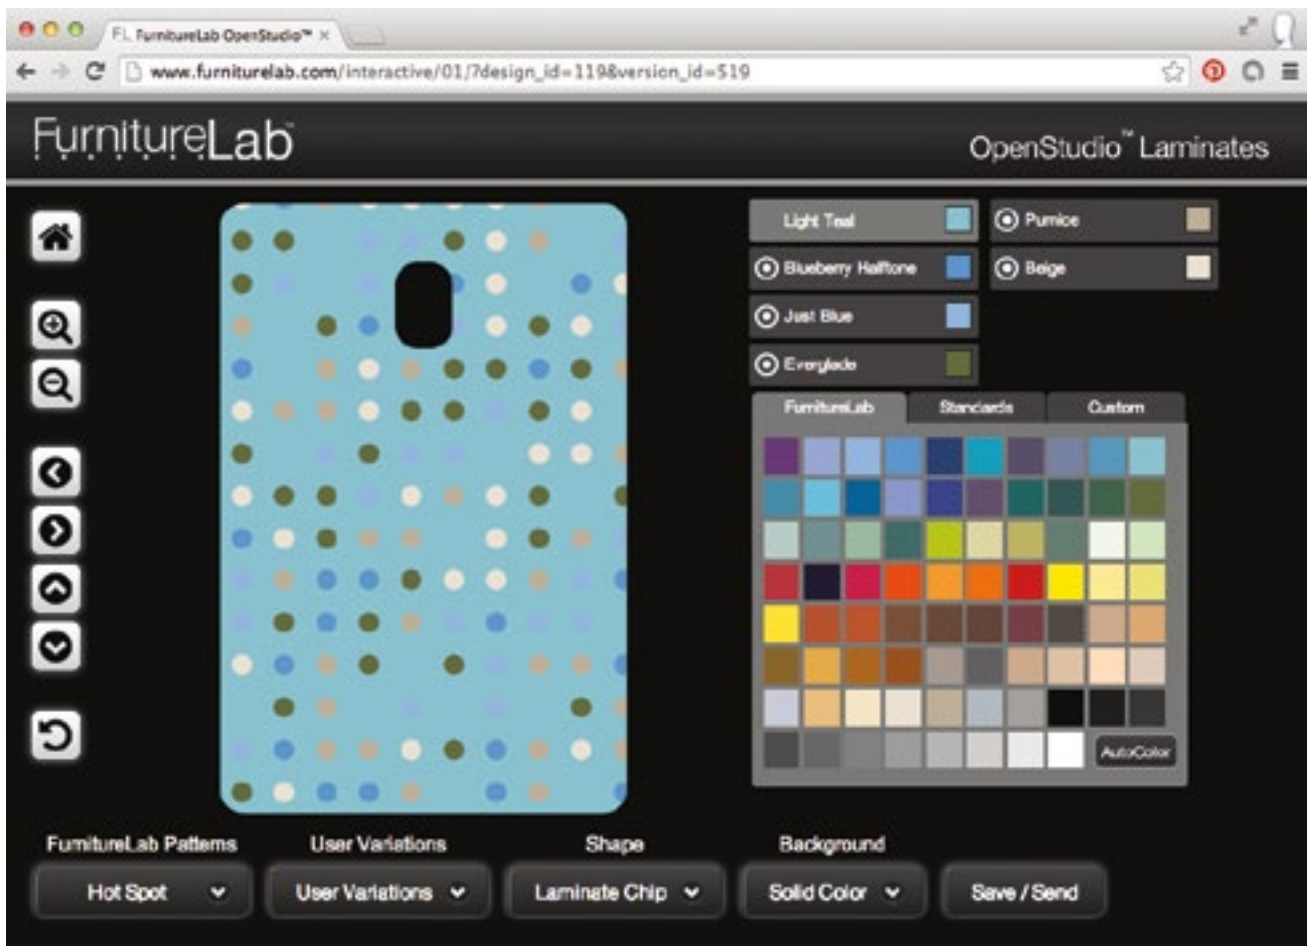 FurnitureLab OpenStudio™
www.furniturelab.com/interactive/01/?design_id=119&version_id=519
FurnitureLab™
OpenStudio™ Laminates
Light Teal
Pumice
Blueberry Halftone
Beige
Just Blue
Everglade
FurnitureLab
Standards
Custom
AutoColor
FurnitureLab Patterns
User Variations
Shape
Background
Hot Spot
User Variations
Laminate Chip
Solid Color
Save / Send